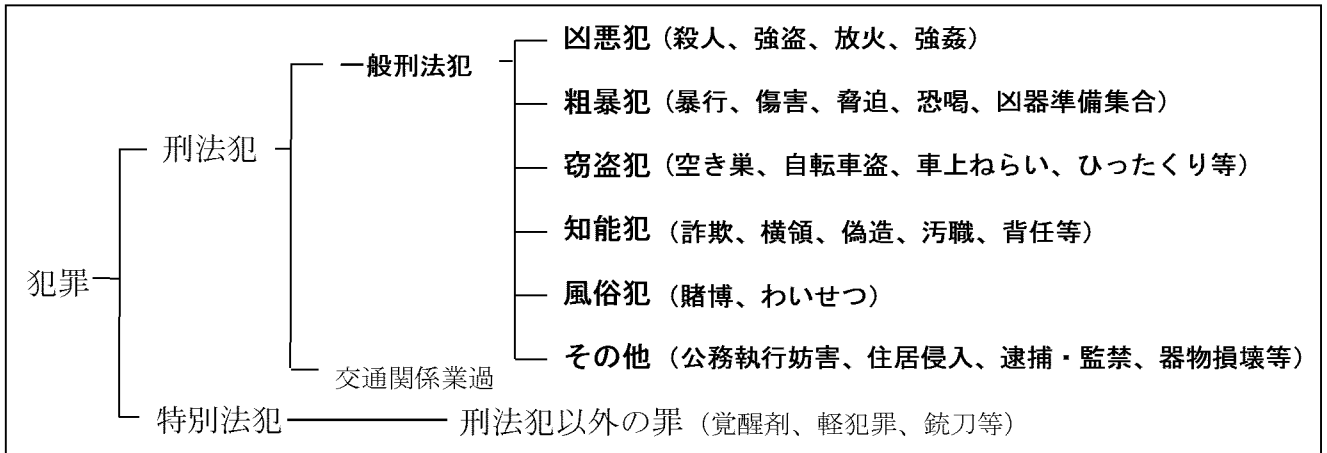 凶悪犯（殺人、強盗、放火、強姦）
一般刑法犯
粗暴犯（暴行、傷害、脅迫、恐喝、凶器準備集合）
刑法犯
窃盗犯（空き巣、自転車盗、車上ねらい、ひったくり等）
知能犯（詐欺、横領、偽造、汚職、背任等）
犯罪
風俗犯（賭博、わいせつ）
その他（公務執行妨害、住居侵入、逮捕・監禁、器物損壊等）
交通関係業過
特別法犯 刑法犯以外の罪（覚醒剤、軽犯罪、銃刀等）